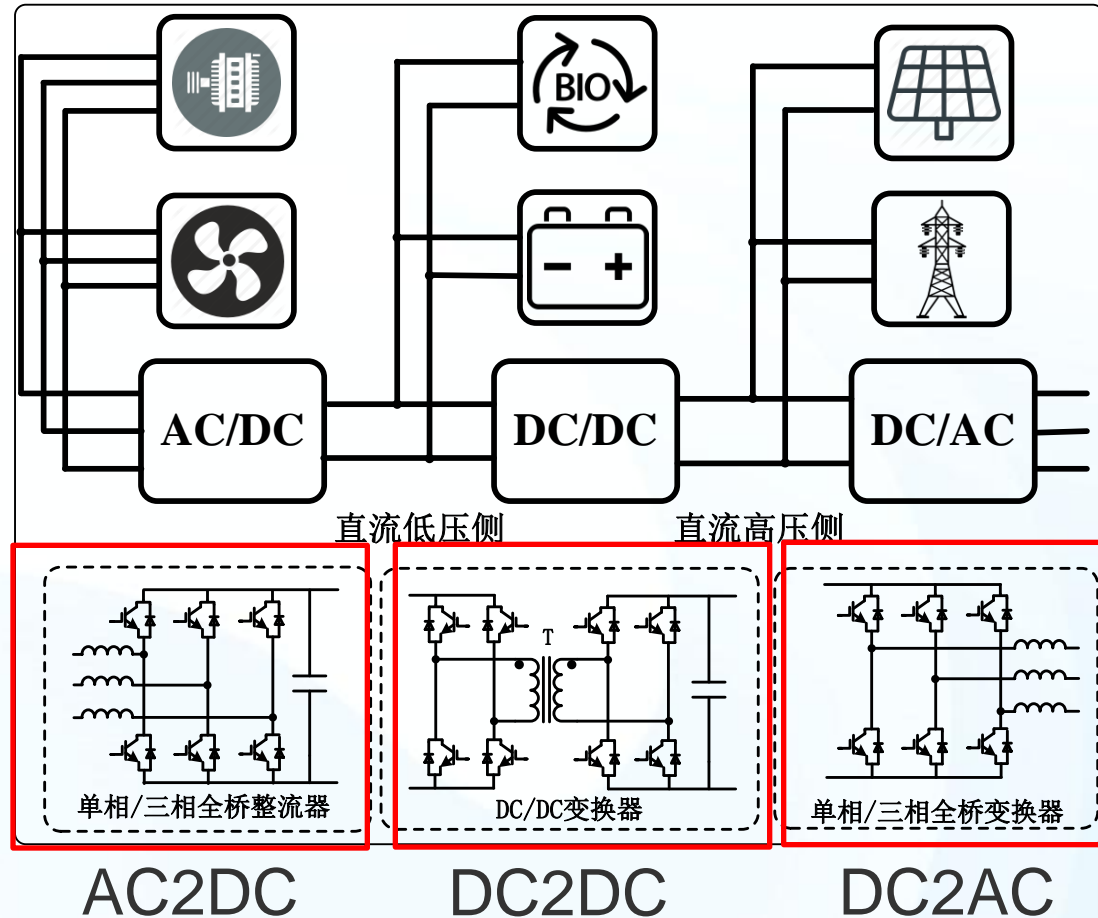 BIO
- +
AC/DC
DC/DC
DC/AC
直流低压侧
直流高压侧
T
单相/三相全桥整流器
DC/DC变换器
单相/三相全桥变换器
AC2DC
DC2DC
DC2AC